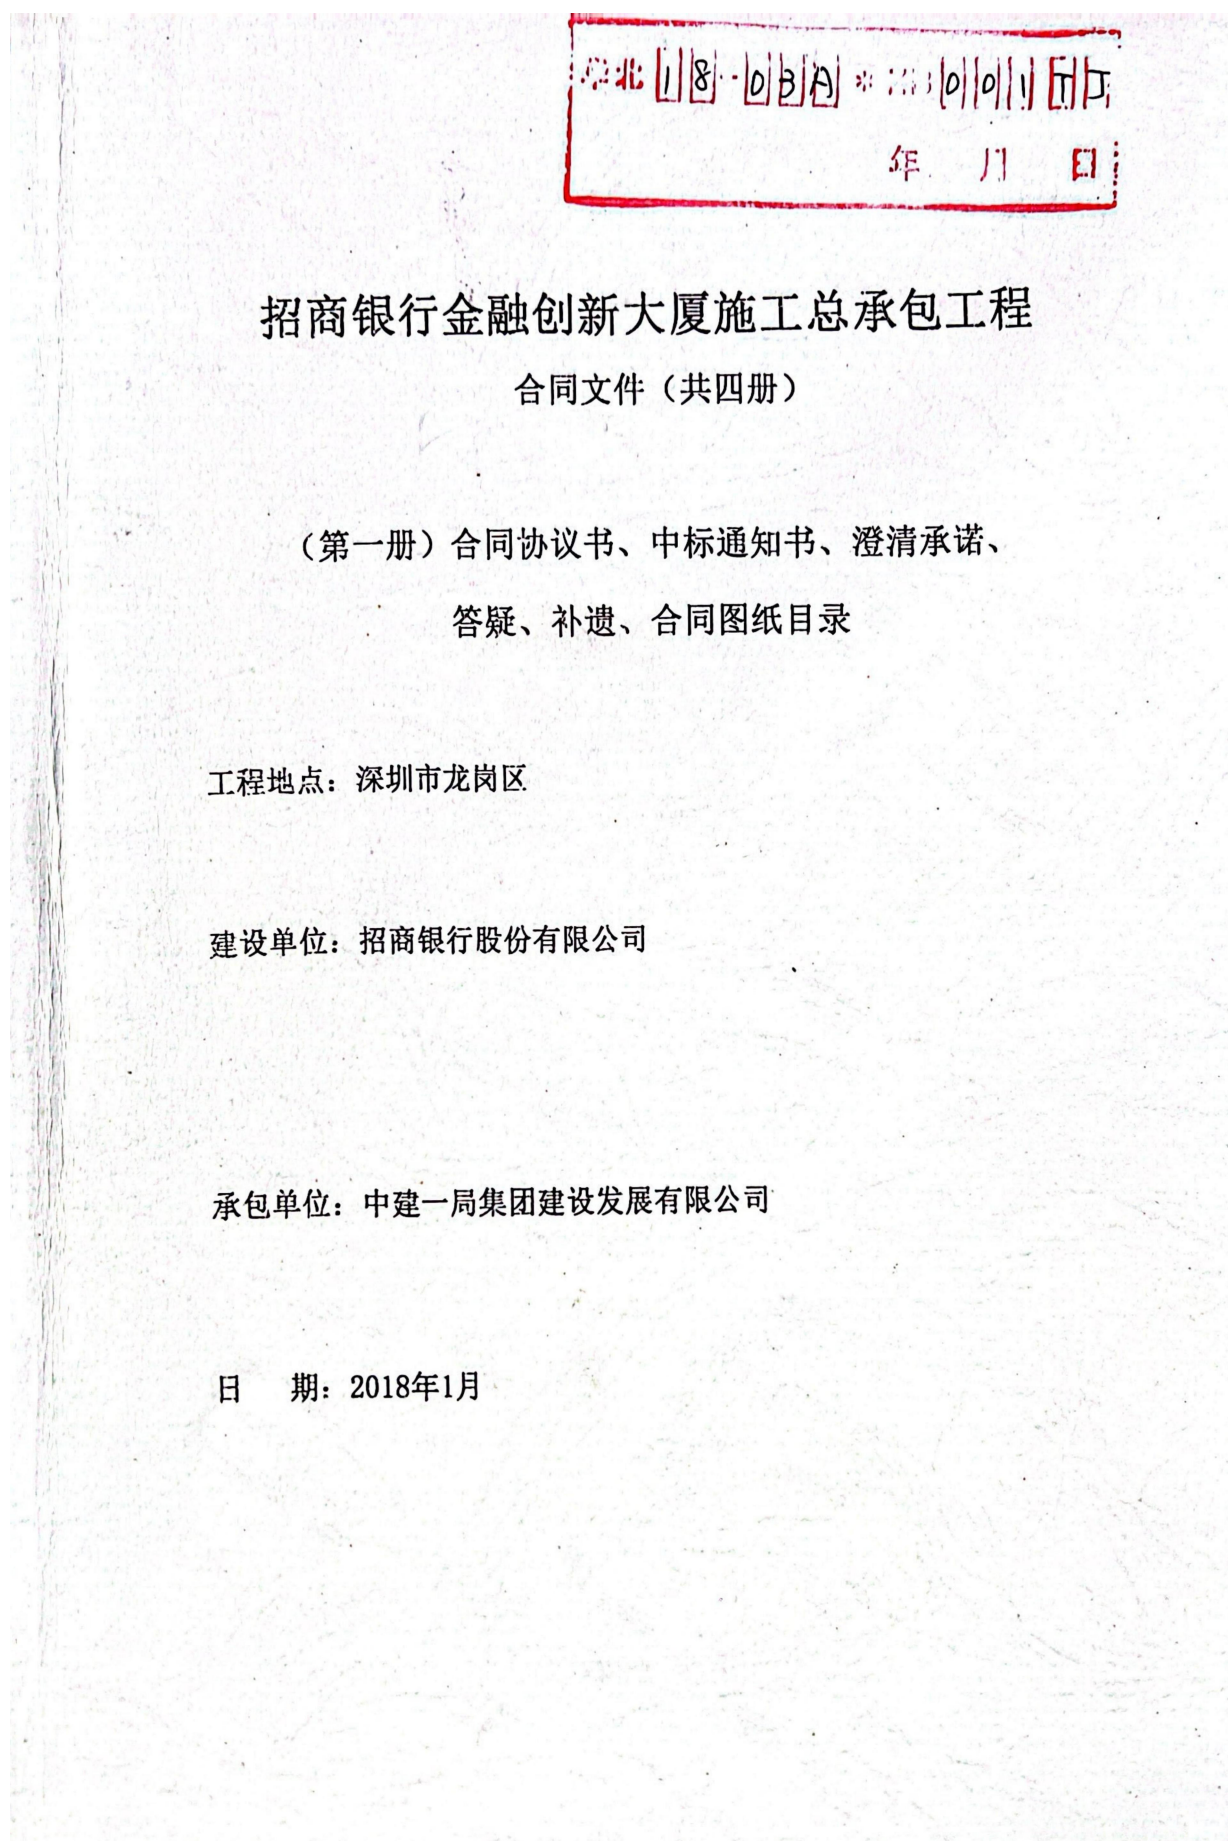 北 18 03A 001 TJ
年 月 日
招商银行金融创新大厦施工总承包工程
合同文件（共四册）
（第一册）合同协议书、中标通知书、澄清承诺、
答疑、补遗、合同图纸目录
工程地点：深圳市龙岗区
建设单位：招商银行股份有限公司
承包单位：中建一局集团建设发展有限公司
日 期：2018年1月